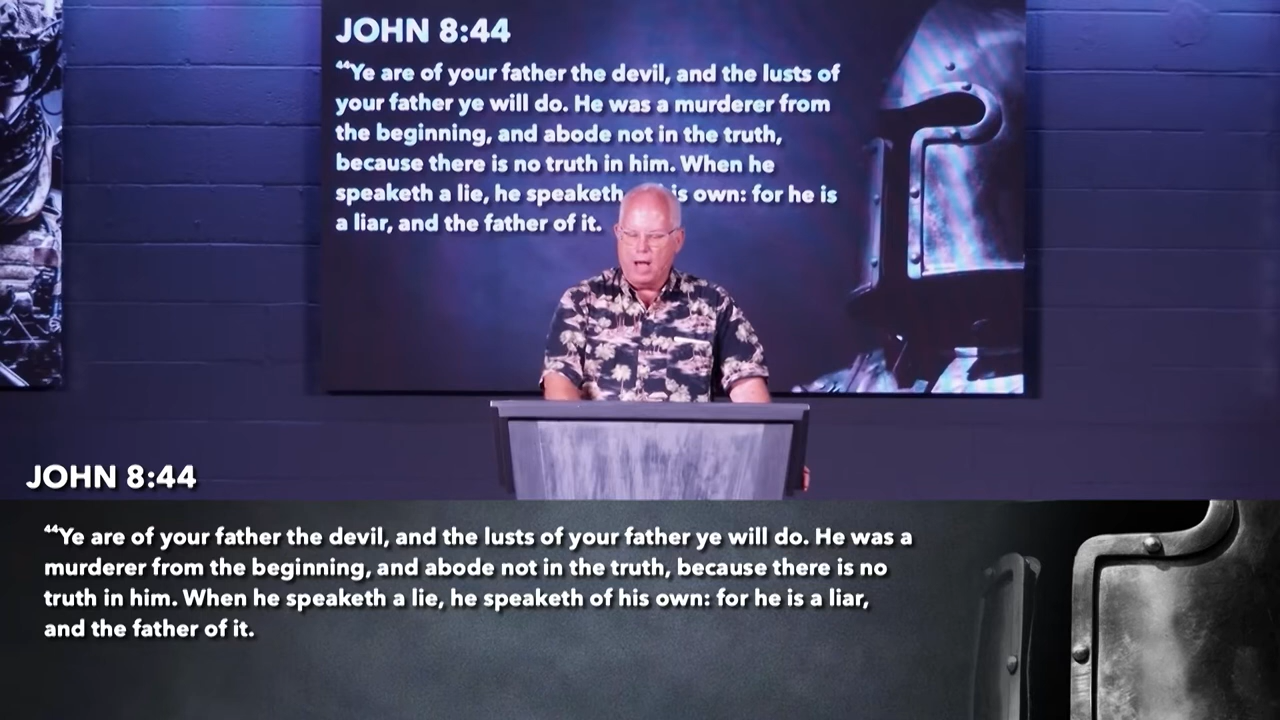 JOHN 8:44
⁴⁴Ye are of your father the devil, and the lusts of
your father ye will do. He was a murderer from
the beginning, and abode not in the truth,
because there is no truth in him. When he
speaketh a lie, he speaketh is own: for he is
a liar, and the father of it.
JOHN 8:44
⁴⁴Ye are of your father the devil, and the lusts of your father ye will do. He was a
murderer from the beginning, and abode not in the truth, because there is no
truth in him. When he speaketh a lie, he speaketh of his own: for he is a liar,
and the father of it.